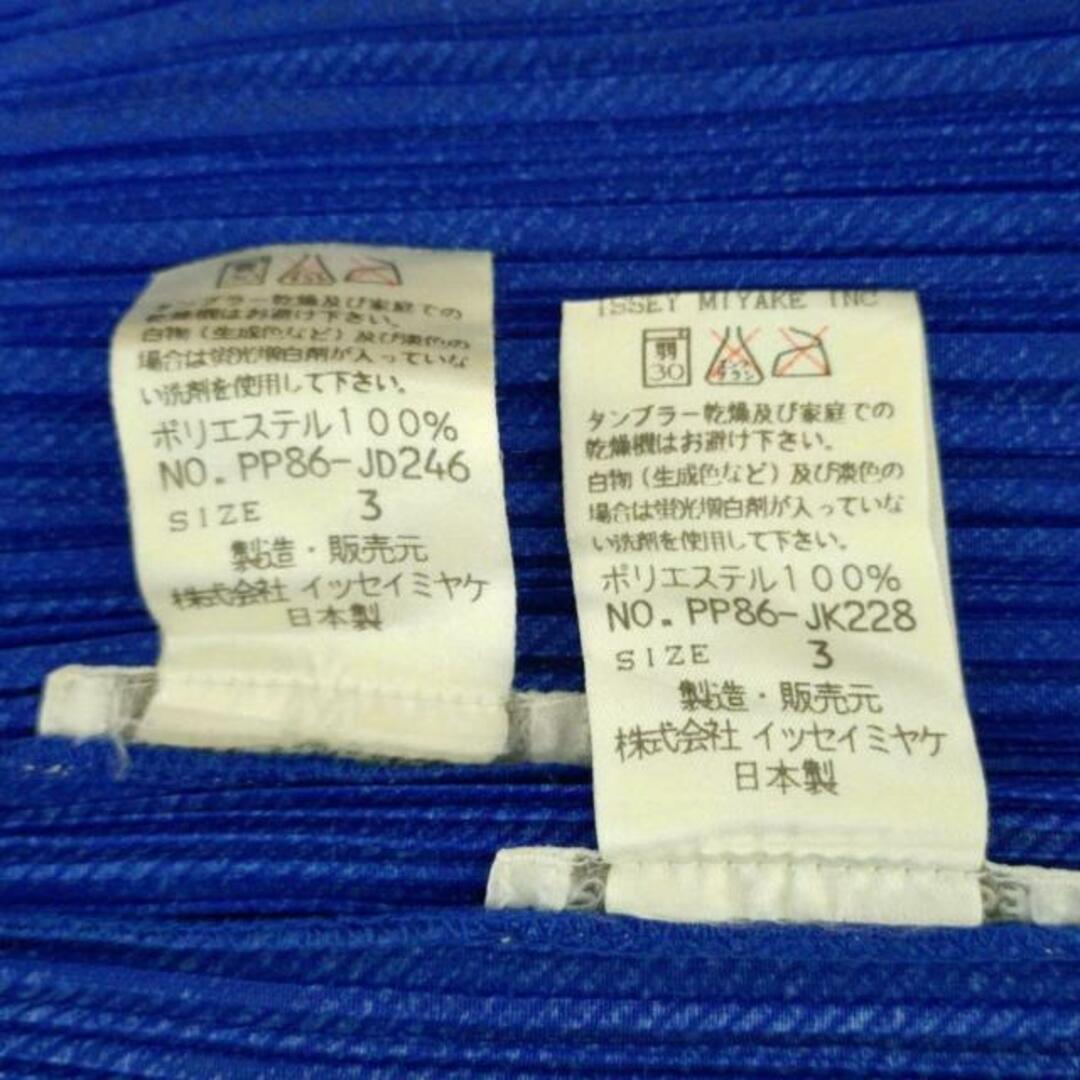 タンブラー乾燥及び家庭での
乾燥機はお避け下さい。
白物(生成色など)及び淡色の
場合は蛍光増白剤が入っていな
い洗剤を使用して下さい。
ポリエステル100%
NO. PP86-JD246
SIZE 3
製造・販売元
株式会社 イッセイミヤケ
日本製
ISSEY MIYAKE INC
弱
30
タンブラー乾燥及び家庭での
乾燥機はお避け下さい。
白物(生成色など)及び淡色の
場合は蛍光増白剤が入っていな
い洗剤を使用して下さい。
ポリエステル100%
NO. PP86-JK228
SIZE 3
製造・販売元
株式会社 イッセイミヤケ
日本製